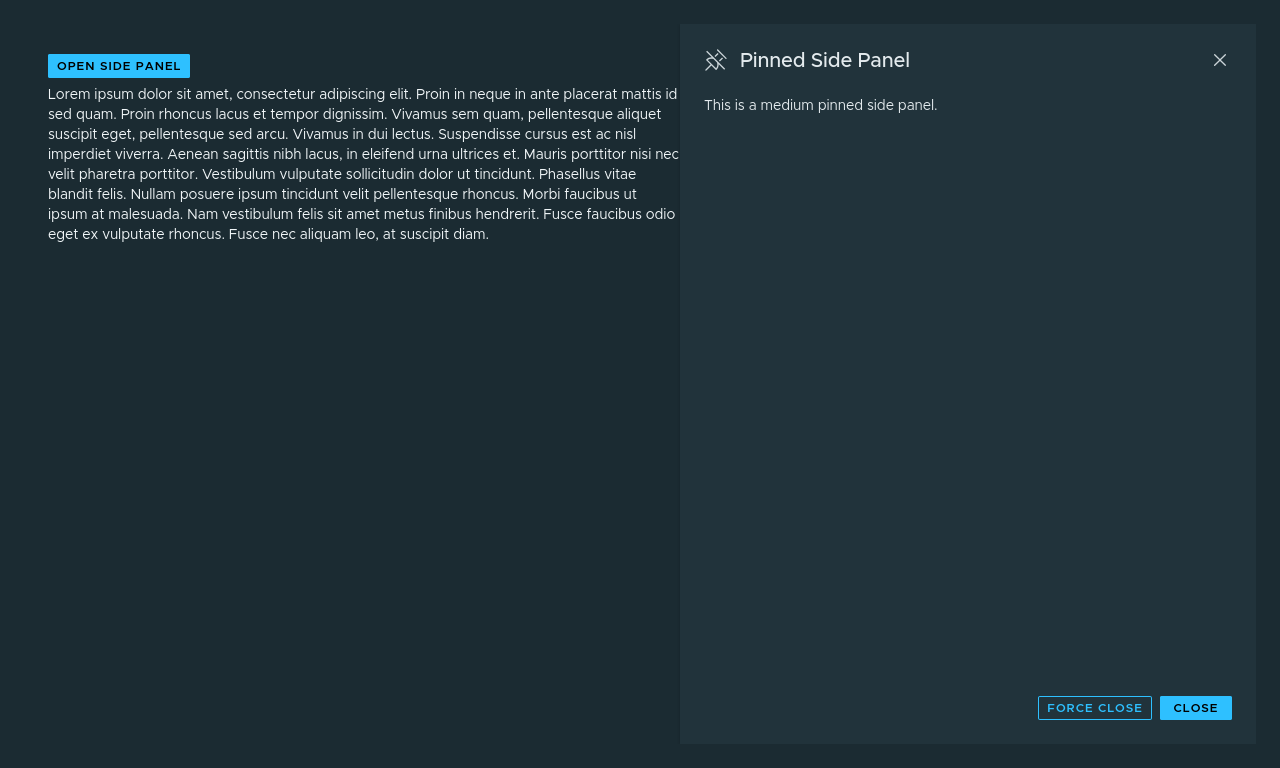 OPEN SIDE PANEL
Lorem ipsum dolor sit amet, consectetur adipiscing elit. Proin in neque in ante placerat mattis id
sed quam. Proin rhoncus lacus et tempor dignissim. Vivamus sem quam, pellentesque aliquet
suscipit eget, pellentesque sed arcu. Vivamus in dui lectus. Suspendisse cursus est ac nisl
imperdiet viverra. Aenean sagittis nibh lacus, in eleifend urna ultrices et. Mauris porttitor nisi nec
velit pharetra porttitor. Vestibulum vulputate sollicitudin dolor ut tincidunt. Phasellus vitae
blandit felis. Nullam posuere ipsum tincidunt velit pellentesque rhoncus. Morbi faucibus ut
ipsum at malesuada. Nam vestibulum felis sit amet metus finibus hendrerit. Fusce faucibus odio
eget ex vulputate rhoncus. Fusce nec aliquam leo, at suscipit diam.
Pinned Side Panel
This is a medium pinned side panel.
FORCE CLOSE
CLOSE